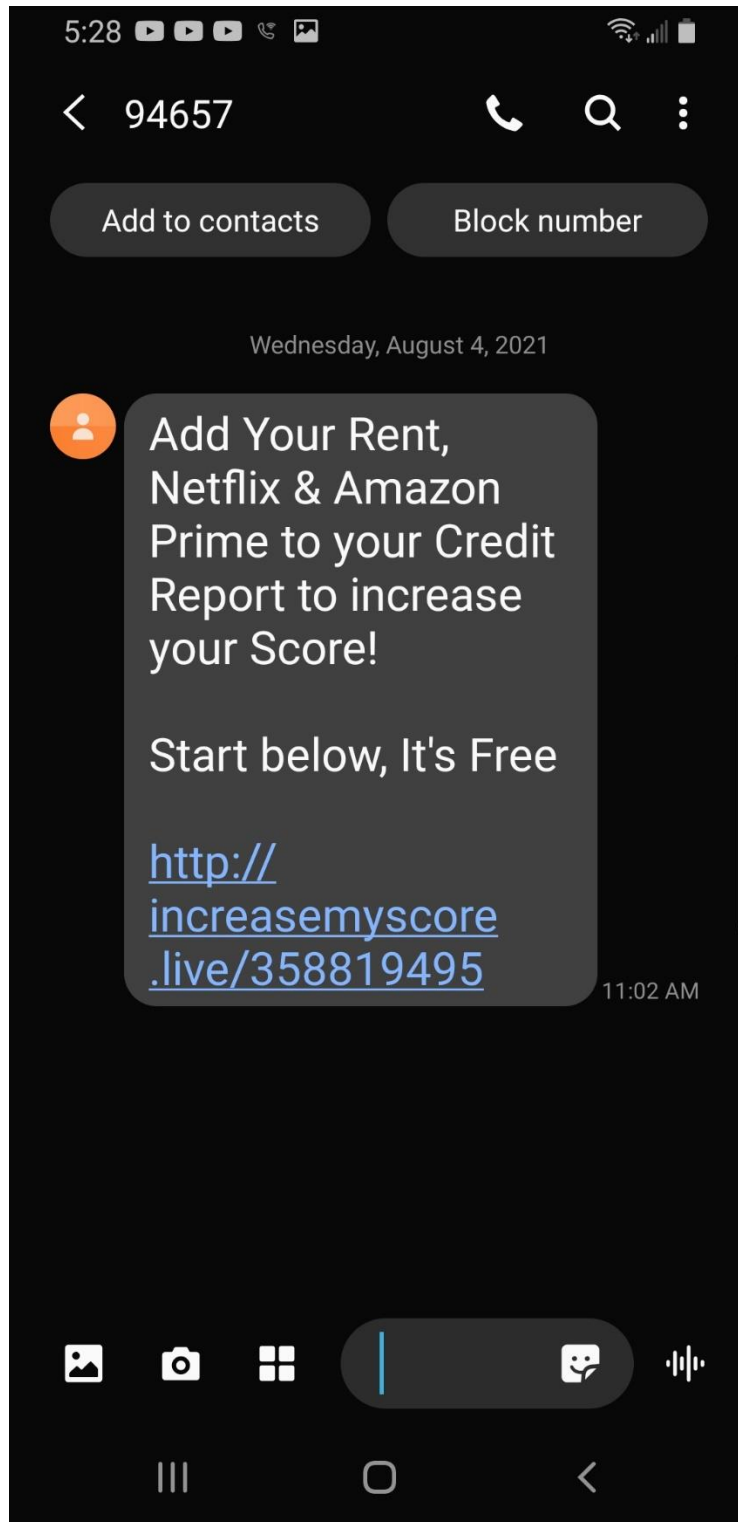 5:28
94657
Add to contacts
Block number
Wednesday, August 4, 2021
Add Your Rent,
Netflix & Amazon
Prime to your Credit
Report to increase
your Score!
Start below, It's Free
http://
increasemyscore
.live/358819495
11:02 AM